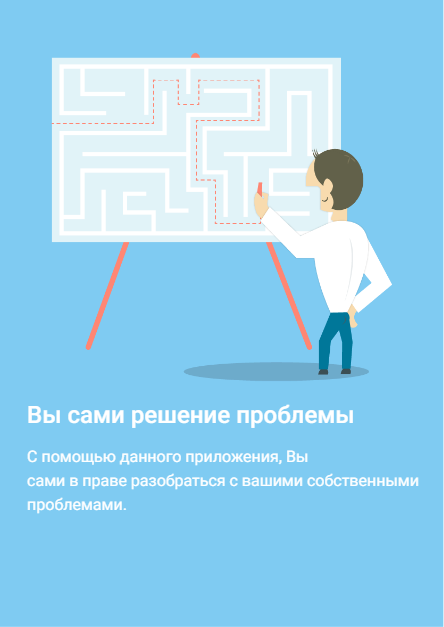 Вы сами решение проблемы
С помощью данного приложения, Вы
сами в праве разобраться с вашими собственными
проблемами.